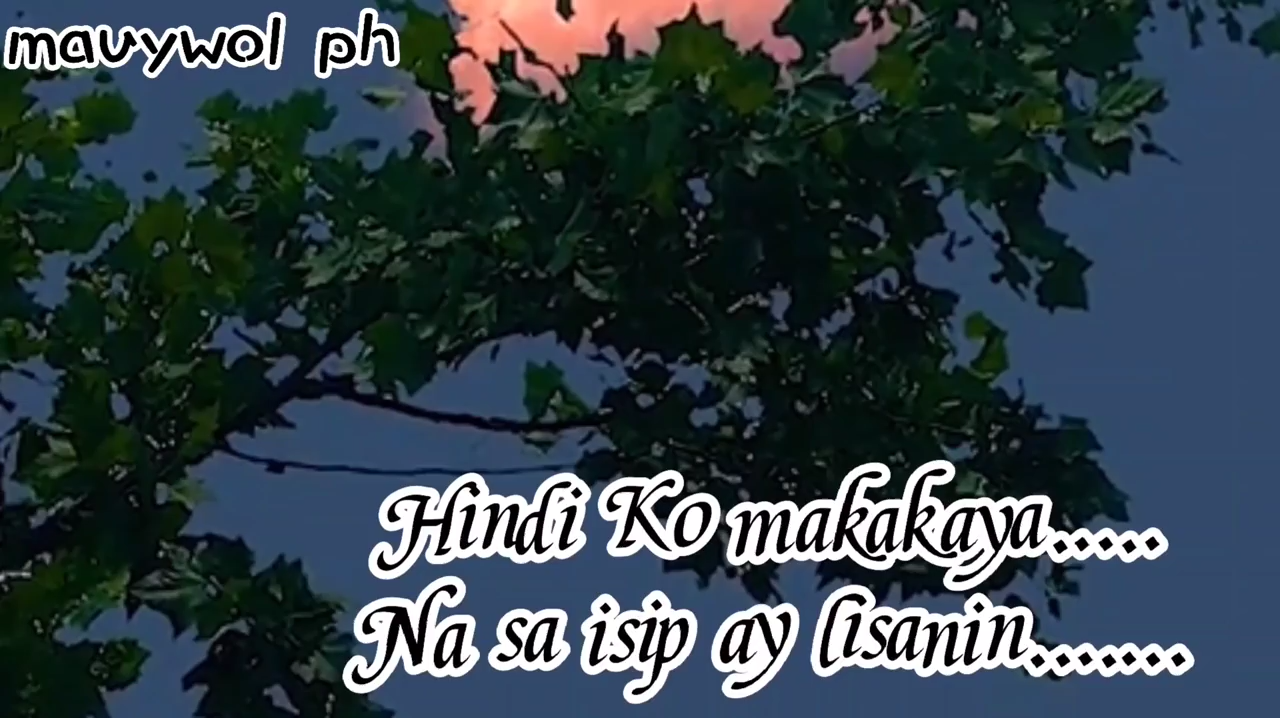 mavywol ph
Hindi Ko makakaya.....
Na sa isip ay lisanin.......